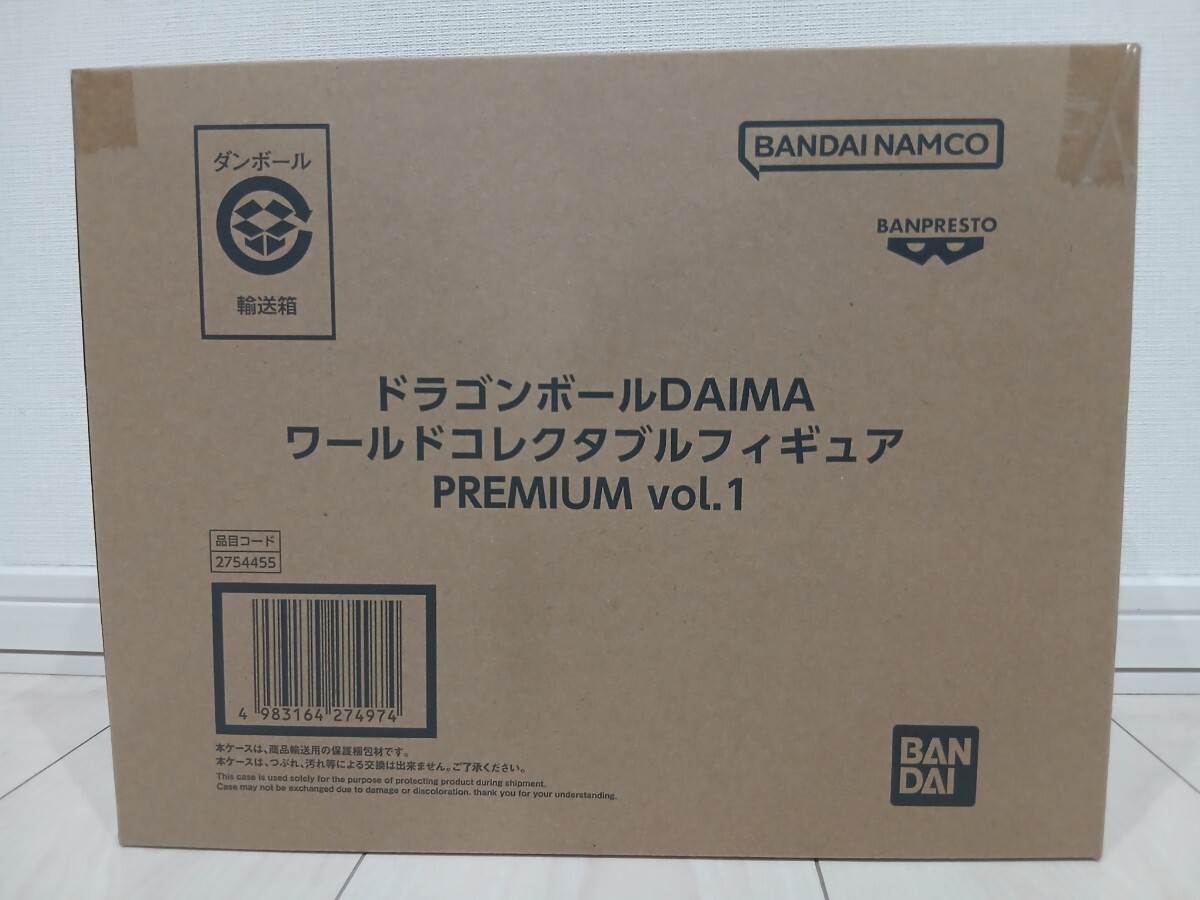 ダンボール
輸送箱
BANDAI NAMCO
BANPRESTO
ドラゴンボールDAIMA
ワールドコレクタブルフィギュア
PREMIUM vol.1
品目コード
2754455
4 983164 274974
本ケースは、商品輸送用の保護梱包材です。
本ケースは、つぶれ、汚れ等による交換は出来ません。ご了承ください。
This case is used solely for the purpose of protecting product during shipment.
Case may not be exchanged due to damage or discoloration. thank you for your understanding.
BAN
DAI